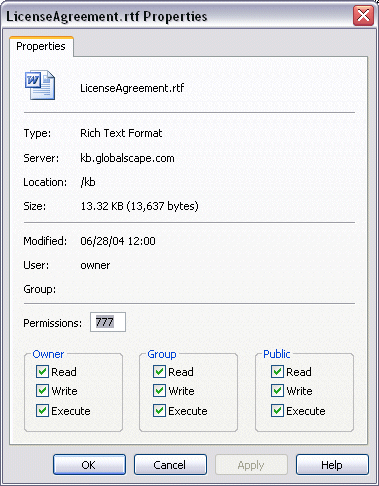 LicenseAgreement.rtf Properties
Properties
LicenseAgreement.rtf
Type: Rich Text Format
Server: kb.globalscape.com
Location: /kb
Size: 13.32 KB (13,637 bytes)
Modified: 06/28/04 12:00
User: owner
Group:
Permissions: 777
Owner Group Public
Read Read Read
Write Write Write
Execute Execute Execute
OK Cancel Apply Help